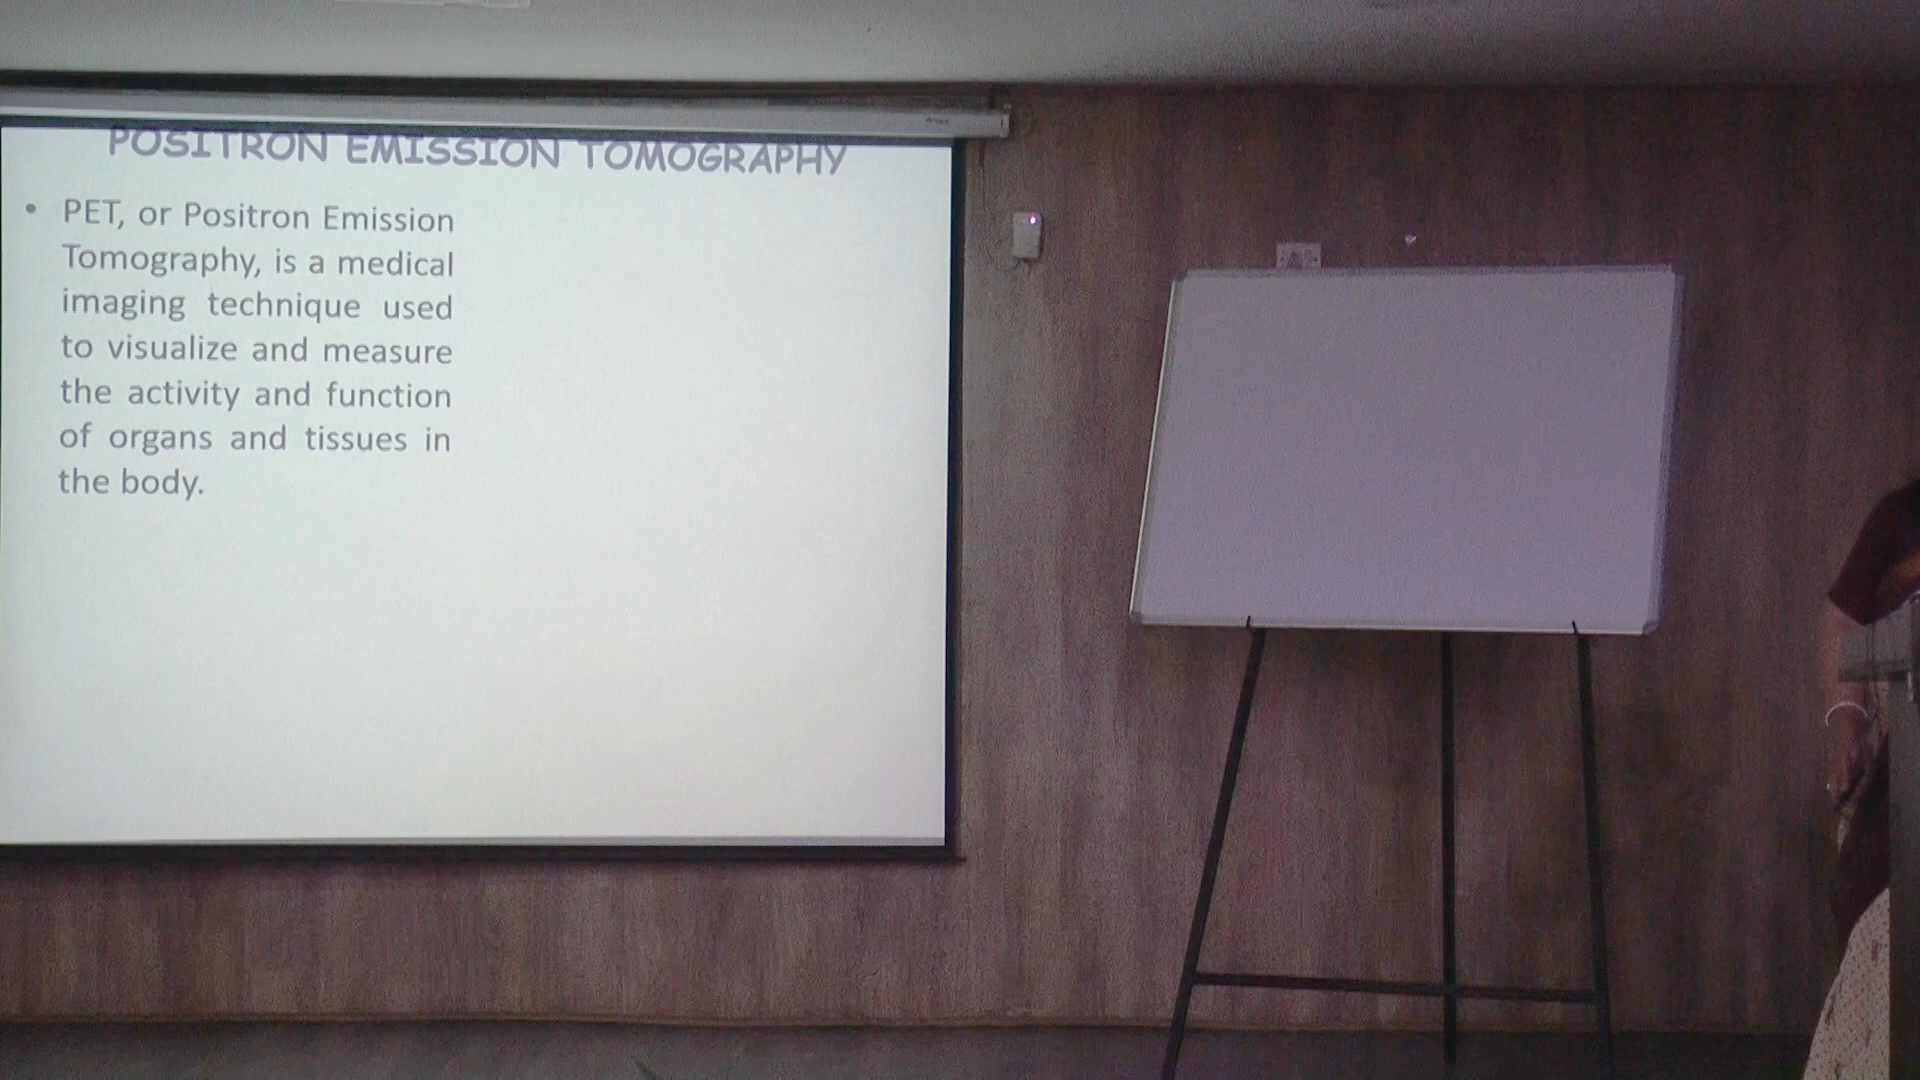 POSITRON EMISSION TOMOGRAPHY
• PET, or Positron Emission
Tomography, is a medical
imaging technique used
to visualize and measure
the activity and function
of organs and tissues in
the body.